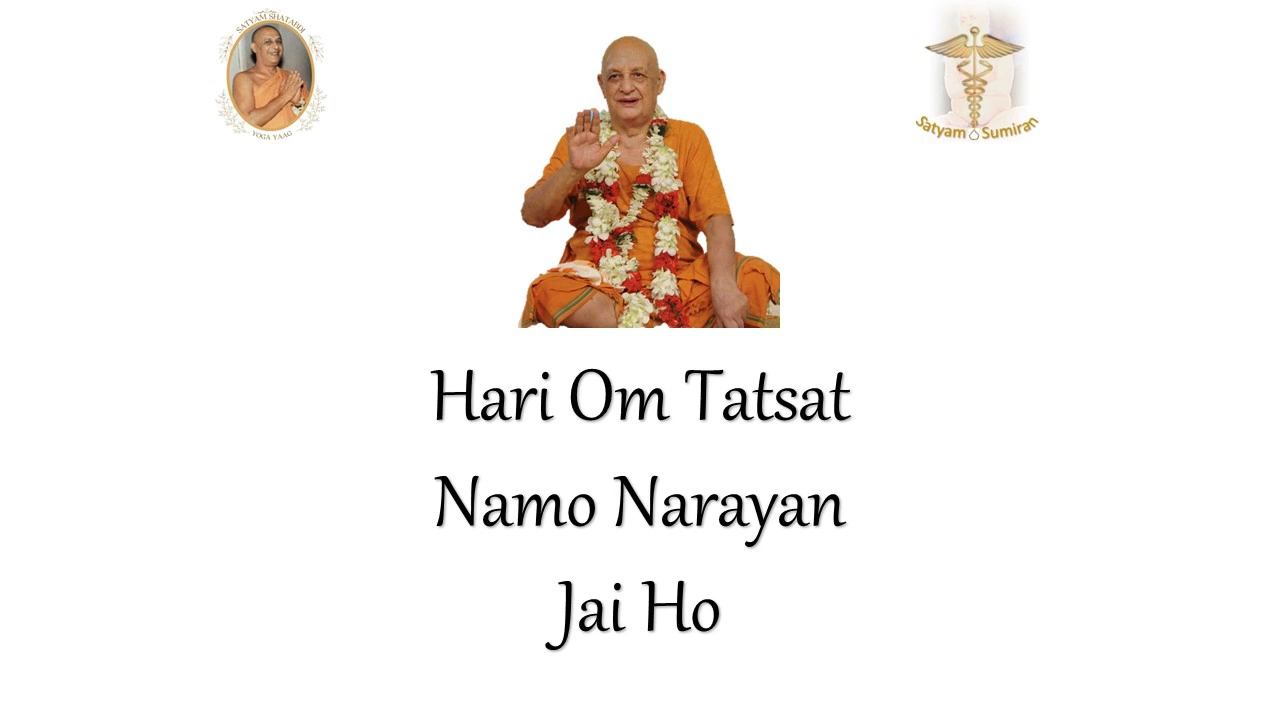 SATYAM SHATABDI
YOGA YAAG
Satyam Sumiran
Hari Om Tatsat
Namo Narayan
Jai Ho